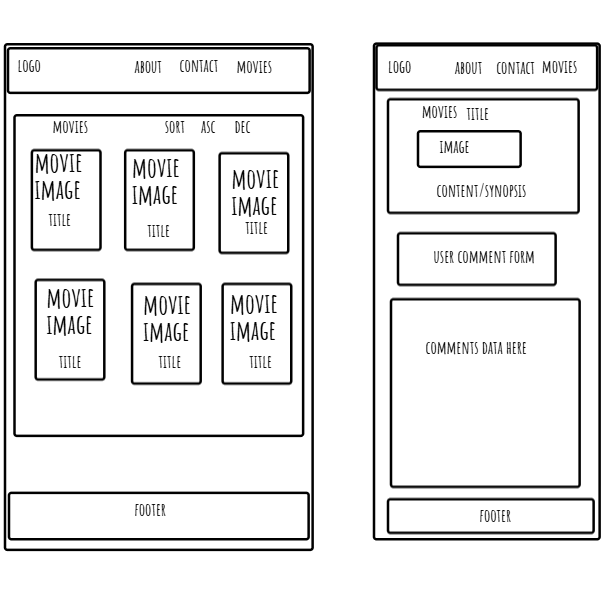 LOGO ABOUT CONTACT MOVIES
MOVIES SORT ASC DEC
MOVIE
IMAGE
TITLE
MOVIE
IMAGE
TITLE
MOVIE
IMAGE
TITLE
MOVIE
IMAGE
TITLE
MOVIE
IMAGE
TITLE
MOVIE
IMAGE
TITLE
FOOTER
LOGO ABOUT CONTACT MOVIES
MOVIES TITLE
IMAGE
CONTENT/SYNOPSIS
USER COMMENT FORM
COMMENTS DATA HERE
FOOTER